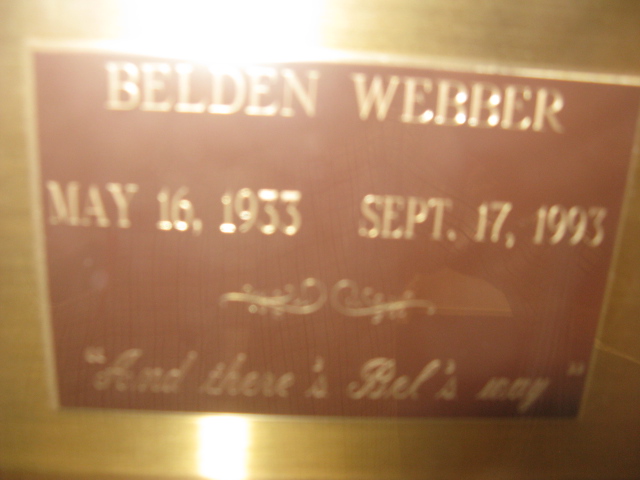 BELDEN WEBBER
MAY 16, 1933 SEPT. 17, 1993
"And there's Bel's way"